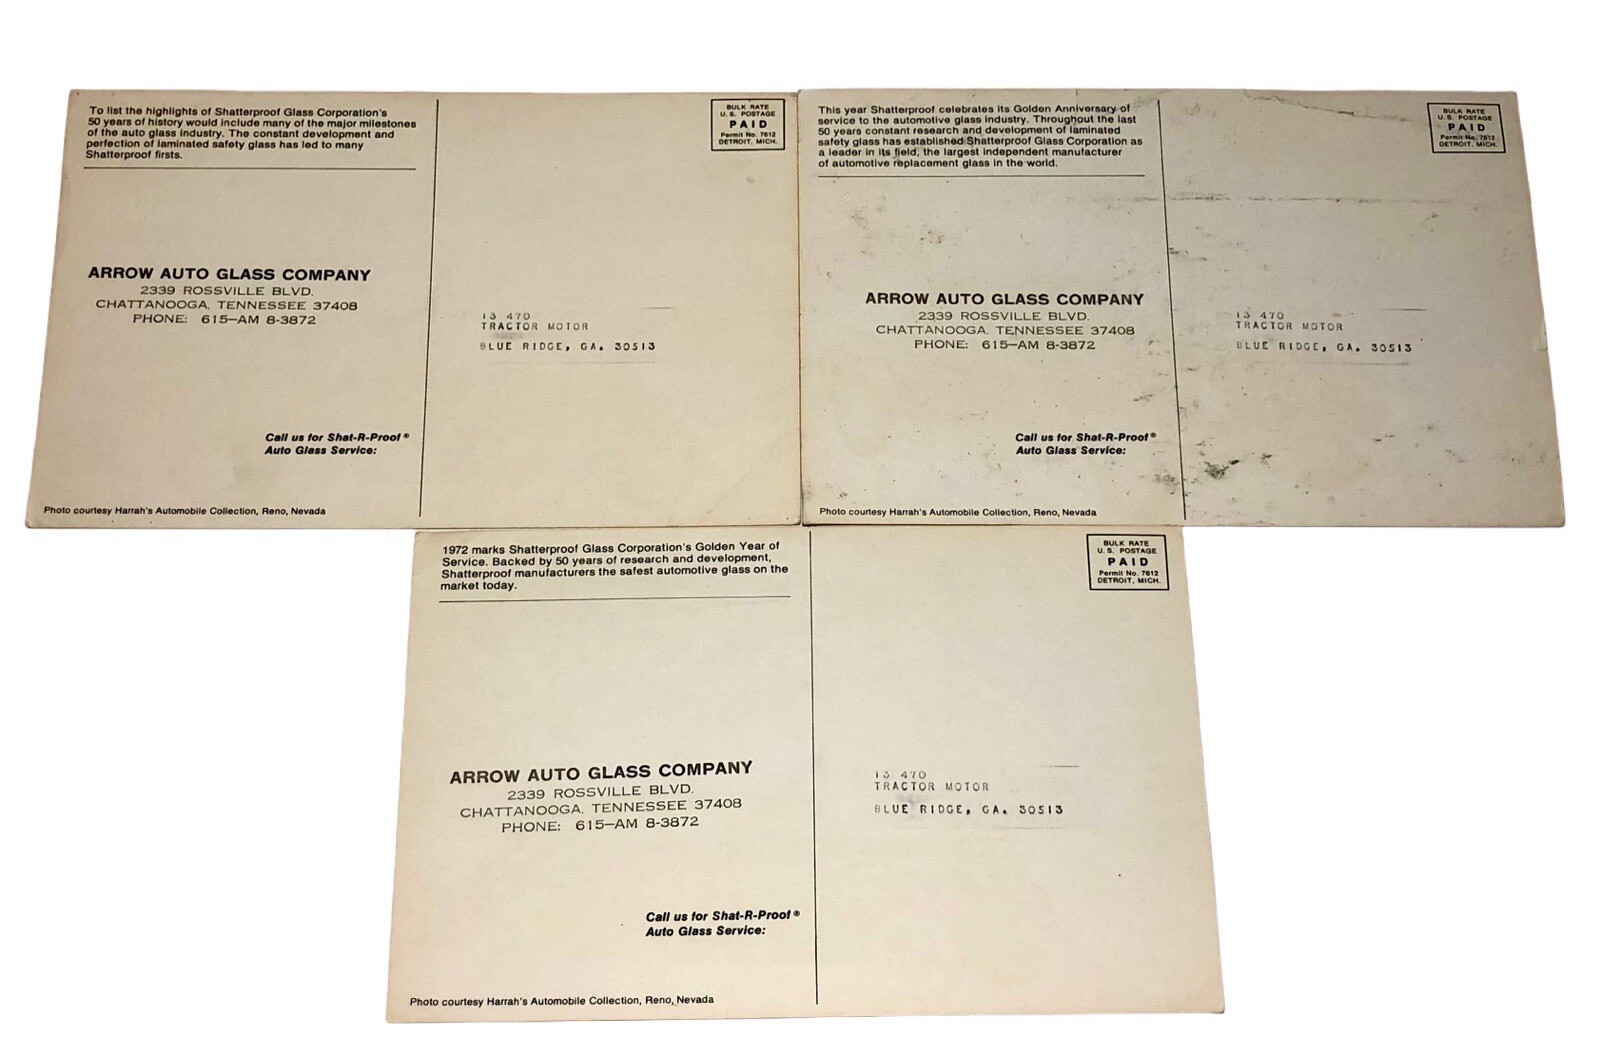 To list the highlights of Shatterproof Glass Corporation's
50 years of history would include many of the major milestones
of the auto glass industry. The constant development and
perfection of laminated safety glass has led to many
Shatterproof firsts.
BULK RATE
U.S. POSTAGE
PAID
Permit No. 7612
DETROIT, MICH.
ARROW AUTO GLASS COMPANY
2339 ROSSVILLE BLVD.
CHATTANOOGA, TENNESSEE 37408
PHONE: 615—AM 8-3872
13 470
TRACTOR MOTOR
BLUE RIDGE, GA. 30513
Call us for Shat-R-Proof®
Auto Glass Service:
Photo courtesy Harrah's Automobile Collection, Reno, Nevada
This year Shatterproof celebrates its Golden Anniversary of
service to the automotive glass industry. Throughout the last
50 years constant research and development of laminated
safety glass has established Shatterproof Glass Corporation as
a leader in its field, the largest independent manufacturer
of automotive replacement glass in the world.
BULK RATE
U.S. POSTAGE
PAID
Permit No. 7612
DETROIT, MICH.
ARROW AUTO GLASS COMPANY
2339 ROSSVILLE BLVD.
CHATTANOOGA, TENNESSEE 37408
PHONE: 615—AM 8-3872
13 470
TRACTOR MOTOR
BLUE RIDGE, GA. 30513
Call us for Shat-R-Proof®
Auto Glass Service:
Photo courtesy Harrah's Automobile Collection, Reno, Nevada
1972 marks Shatterproof Glass Corporation's Golden Year of
Service. Backed by 50 years of research and development,
Shatterproof manufacturers the safest automotive glass on the
market today.
BULK RATE
U.S. POSTAGE
PAID
Permit No. 7612
DETROIT, MICH.
ARROW AUTO GLASS COMPANY
2339 ROSSVILLE BLVD.
CHATTANOOGA, TENNESSEE 37408
PHONE: 615—AM 8-3872
13 470
TRACTOR MOTOR
BLUE RIDGE, GA. 30513
Call us for Shat-R-Proof®
Auto Glass Service:
Photo courtesy Harrah's Automobile Collection, Reno, Nevada